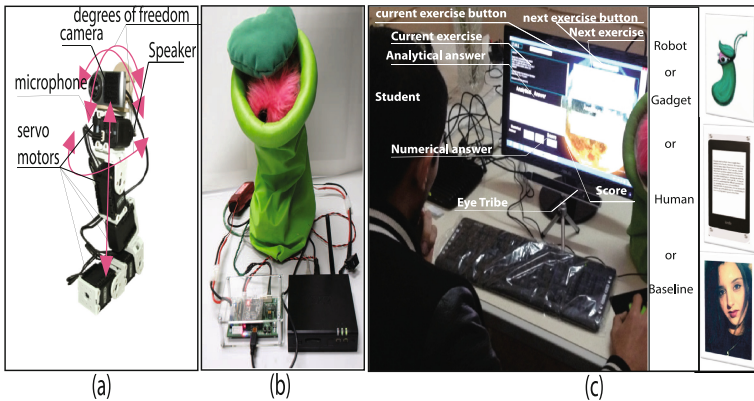 degrees of freedom
camera
Speaker
microphone
servo
motors
(a)
(b)
current exercise button
next exercise button
Current exercise
Next exercise
Analytical answer
Student
Numerical answer
Score
Eye Tribe
(c)
Robot
or
Gadget
or
Human
or
Baseline